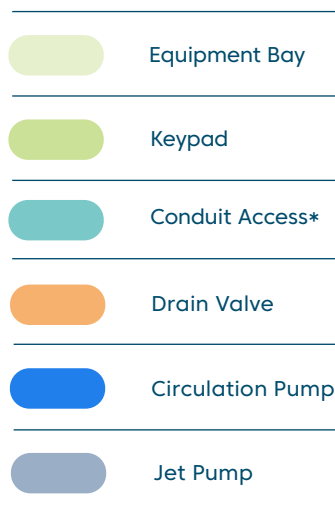 Equipment Bay
Keypad
Conduit Access*
Drain Valve
Circulation Pump
Jet Pump